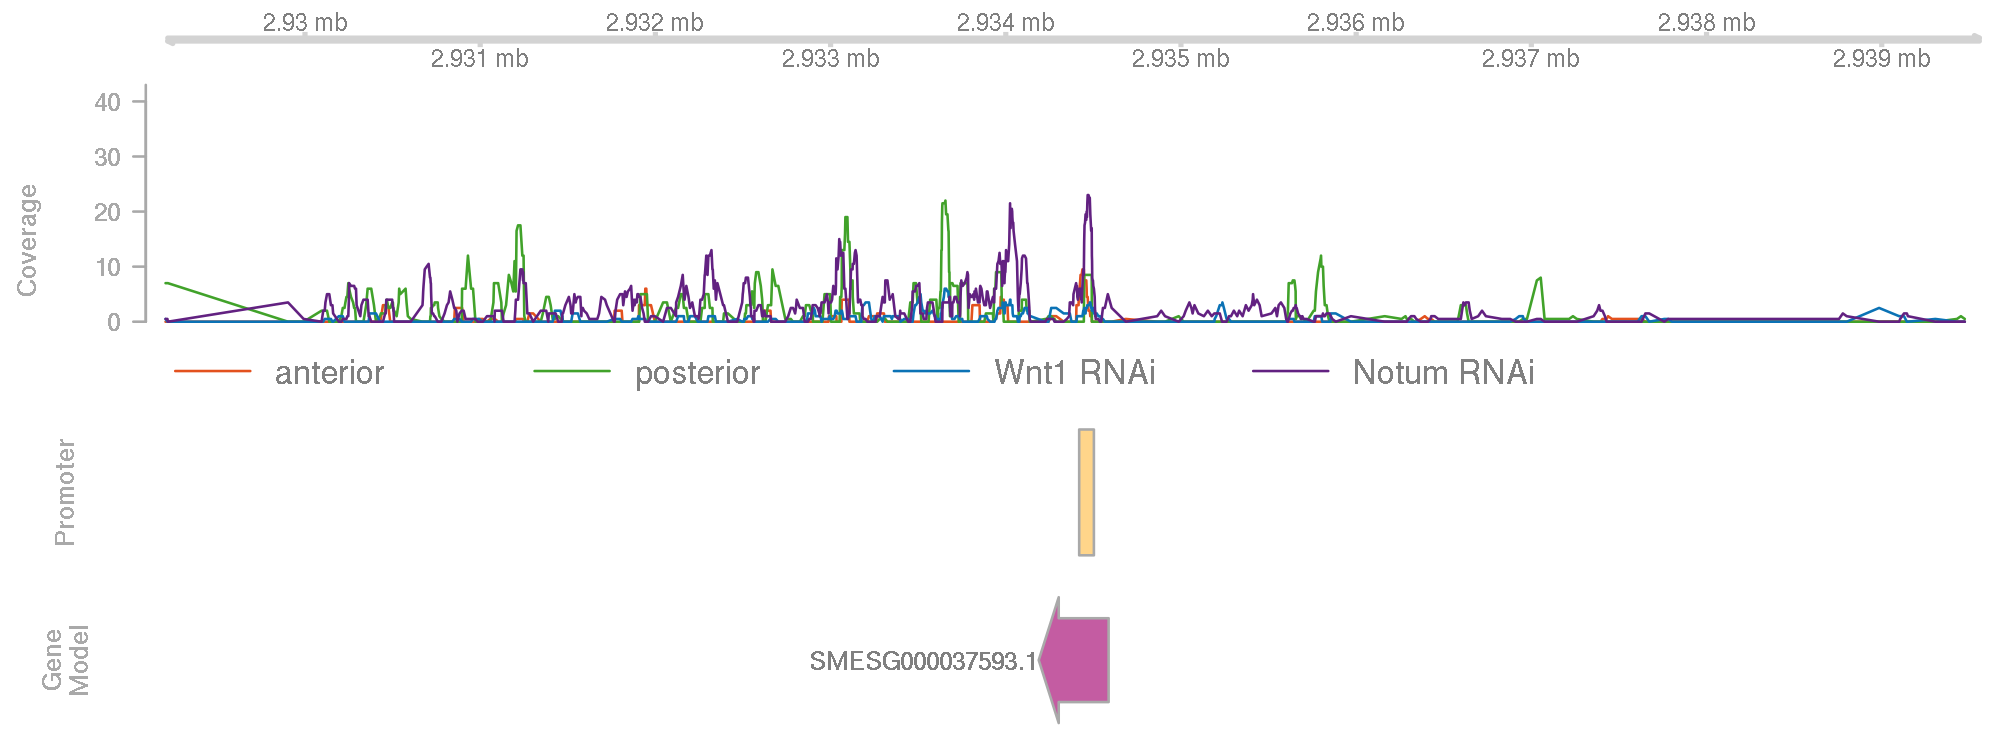 2.93 mb 2.932 mb 2.934 mb 2.936 mb 2.938 mb
2.931 mb 2.933 mb 2.935 mb 2.937 mb 2.939 mb
Coverage
40
30
20
10
0
anterior posterior Wnt1 RNAi Notum RNAi
Promoter
Gene
Model
SMESG000037593.1